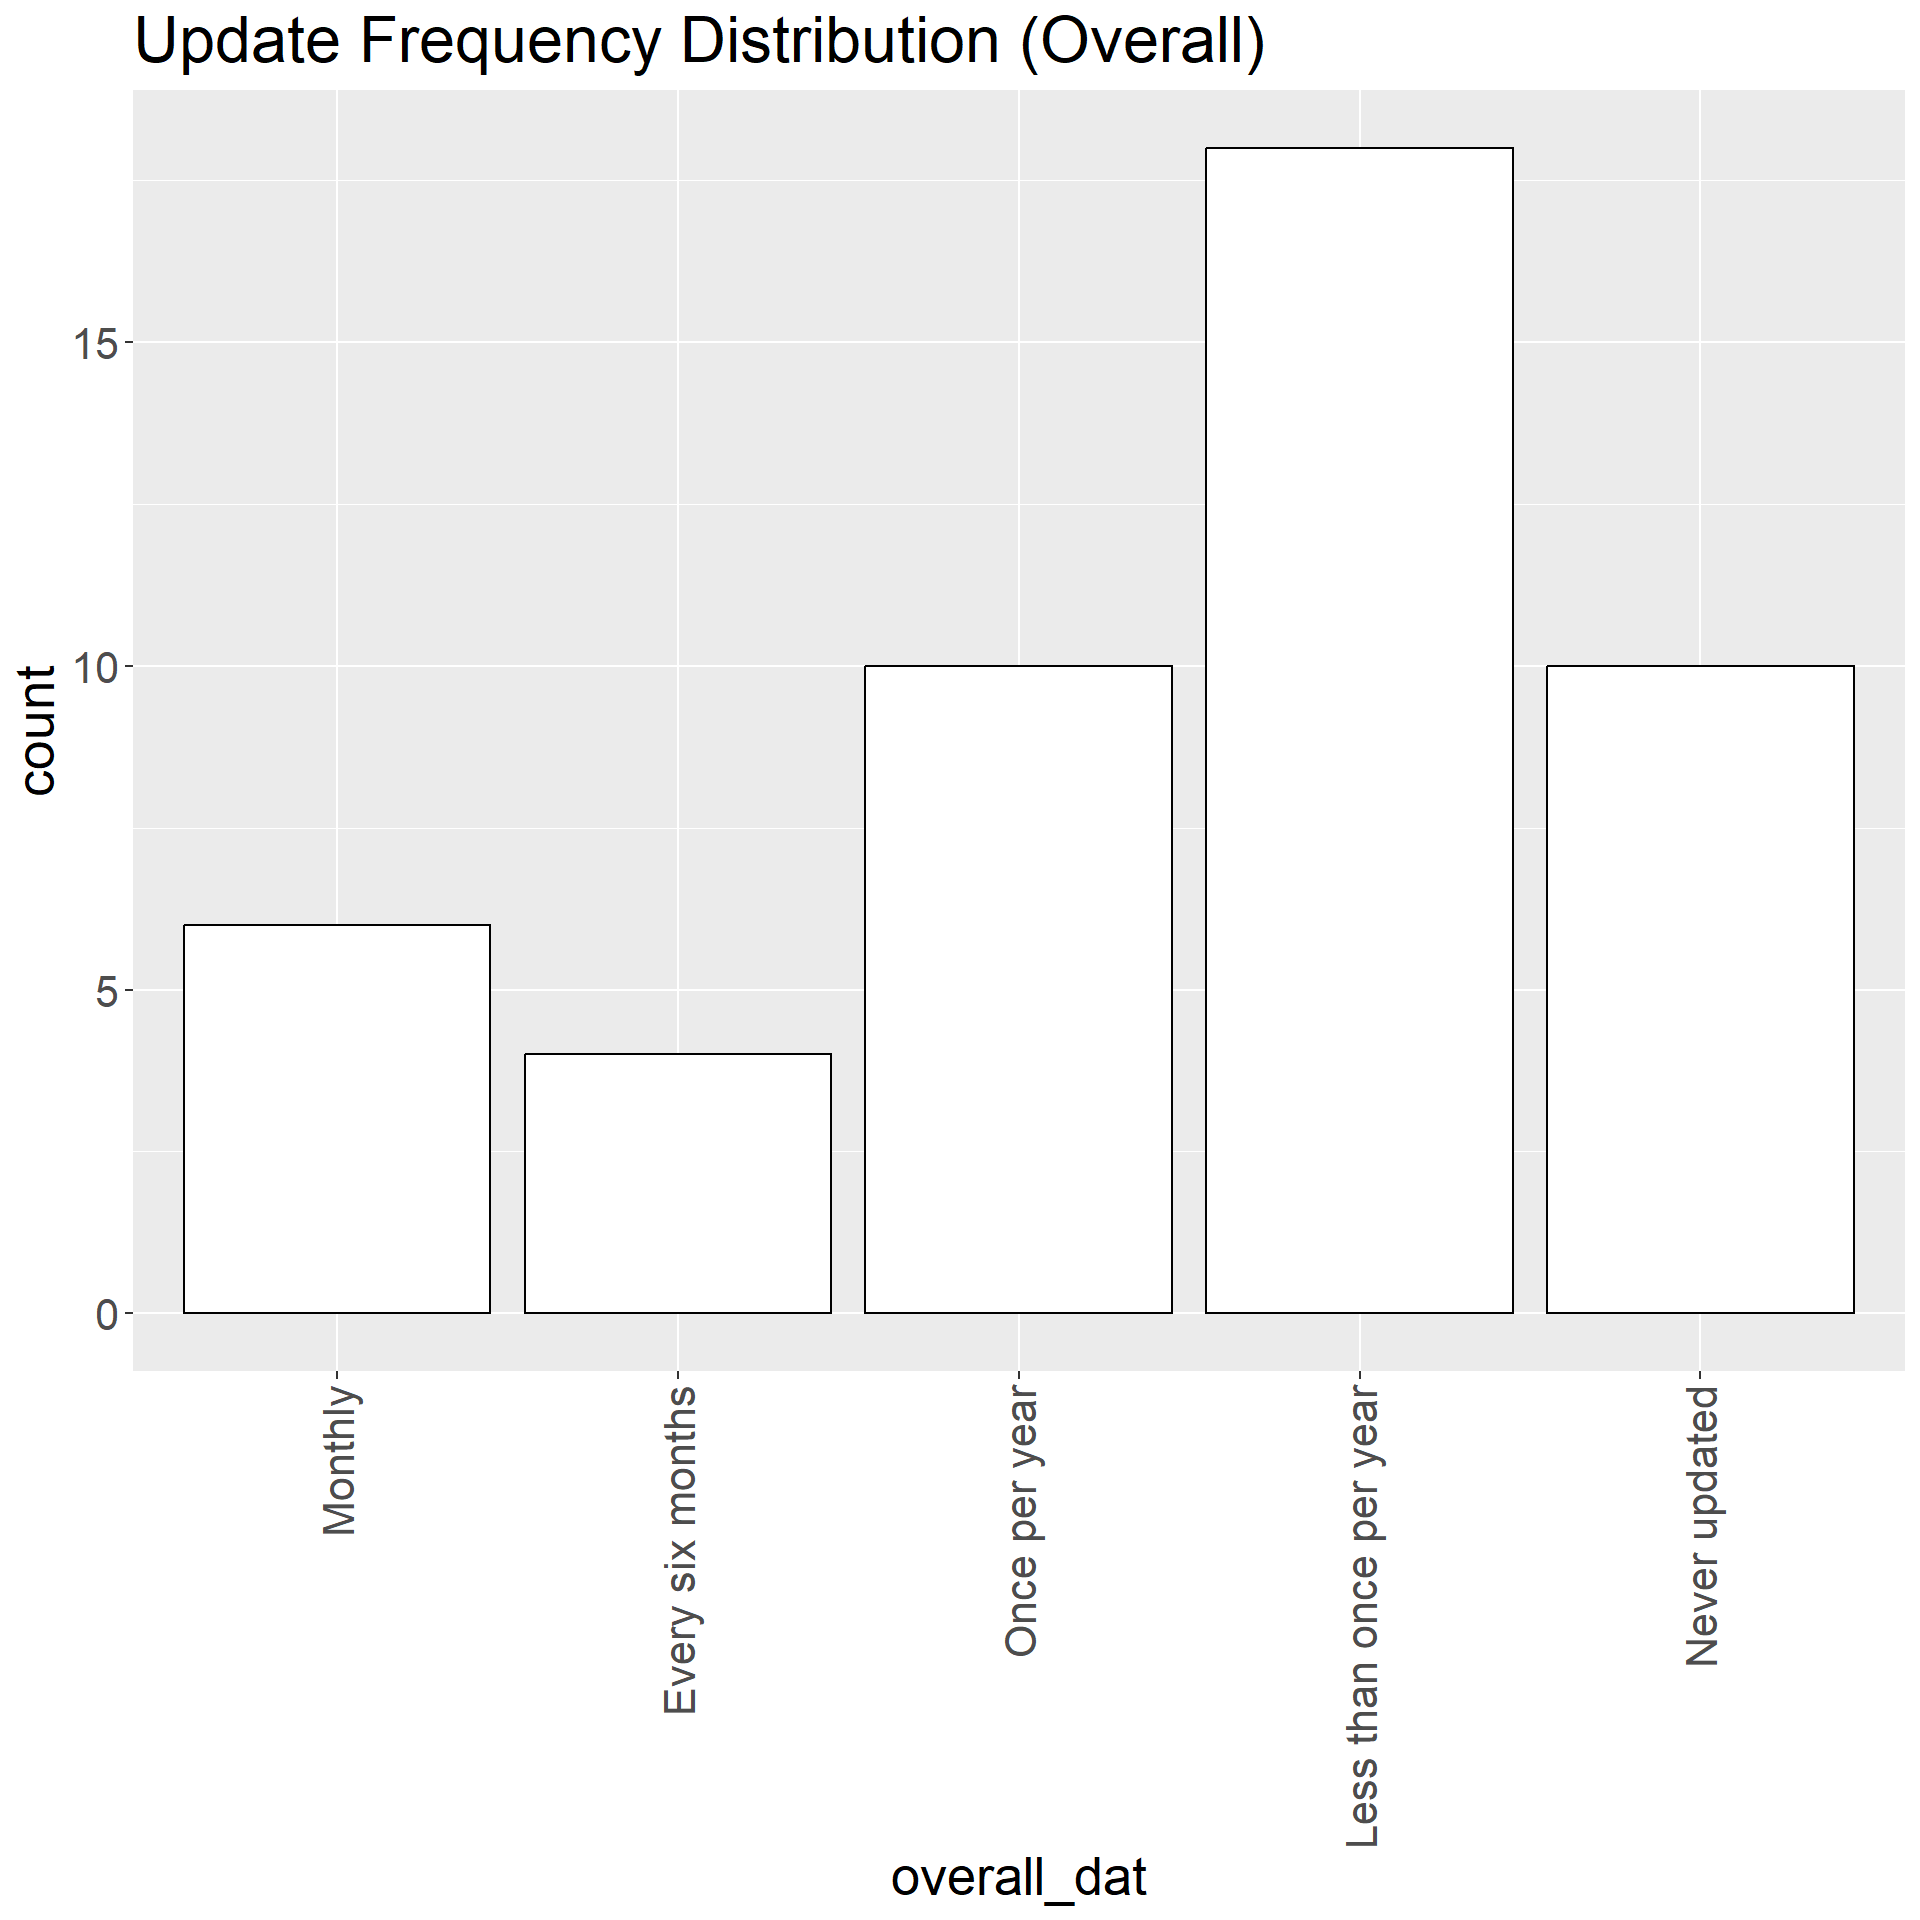 Update Frequency Distribution (Overall)
count
15
10
5
0
Monthly
Every six months
Once per year
Less than once per year
Never updated
overall_dat